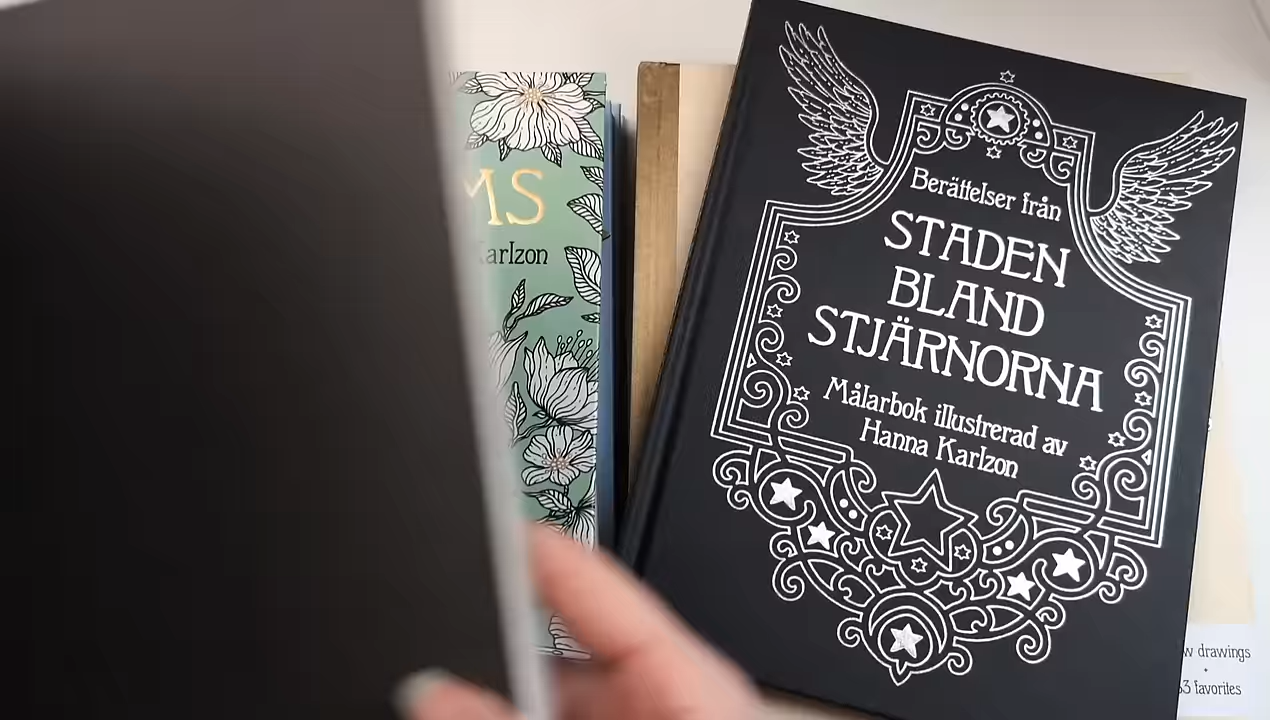 MS
Karlzon
Berättelser från
STADEN
BLAND
STJÄRNORNA
Målarbok illustrerad av
Hanna Karlzon
drawings
favorites